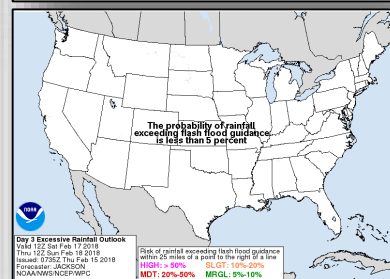 The probability of rainfall
exceeding flash flood guidance
is less than 5 percent
NOAA
Day 3 Excessive Rainfall Outlook
Valid 12Z Sat Feb 17 2018
Thru 12Z Sun Feb 18 2018
Issued: 0735Z Thu Feb 15 2018
Forecaster: JACKSON
NOAA/NWS/NCEP/WPC
Risk of rainfall exceeding flash flood guidance
within 25 miles of a point to the right of a line
HIGH: > 50% SLGT: 10%-20%
MDT: 20%-50% MRGL: 5%-10%